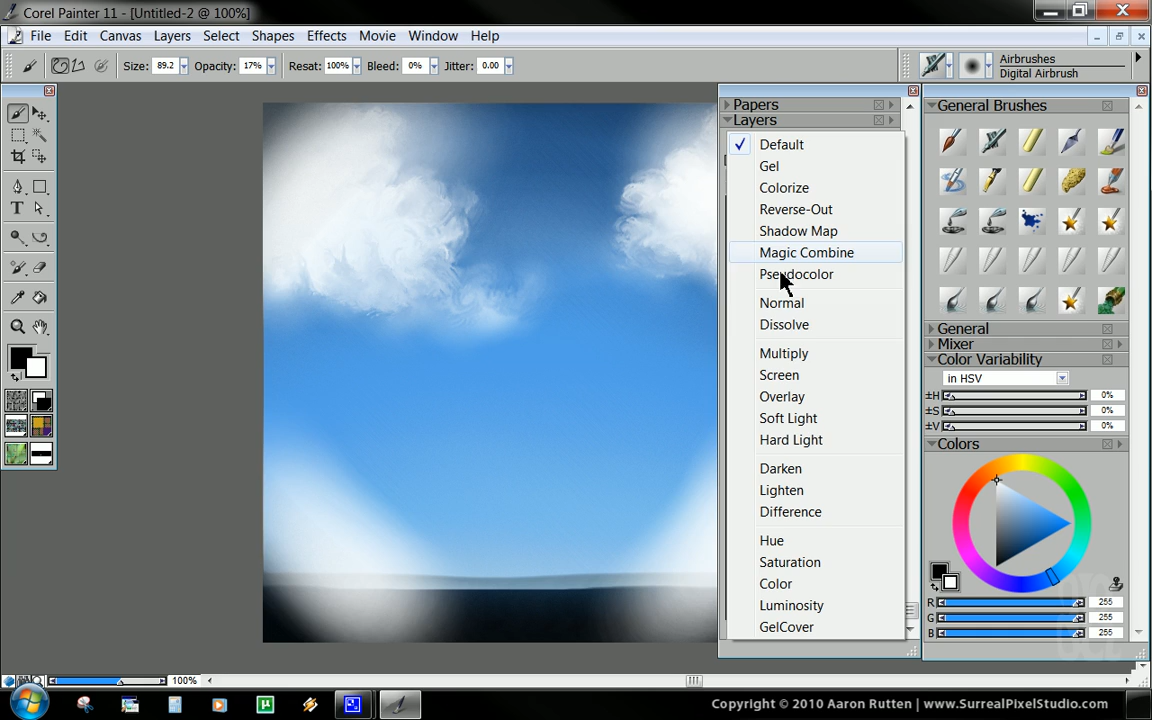 Corel Painter 11 - [Untitled-2 @ 100%]
File Edit Canvas Layers Select Shapes Effects Movie Window Help
Size: 89.2 Opacity: 17% Resat: 100% Bleed: 0% Jitter: 0.00
Airbrushes
Digital Airbrush
Papers
Layers
Default
Gel
Colorize
Reverse-Out
Shadow Map
Magic Combine
Pseudocolor
Normal
Dissolve
Multiply
Screen
Overlay
Soft Light
Hard Light
Darken
Lighten
Difference
Hue
Saturation
Color
Luminosity
GelCover
General Brushes
General
Mixer
Color Variability
in HSV
±H 0%
±S 0%
±V 0%
Colors
R 255
G 255
B 255
T
100%
Copyright © 2010 Aaron Rutten | www.SurrealPixelStudio.com